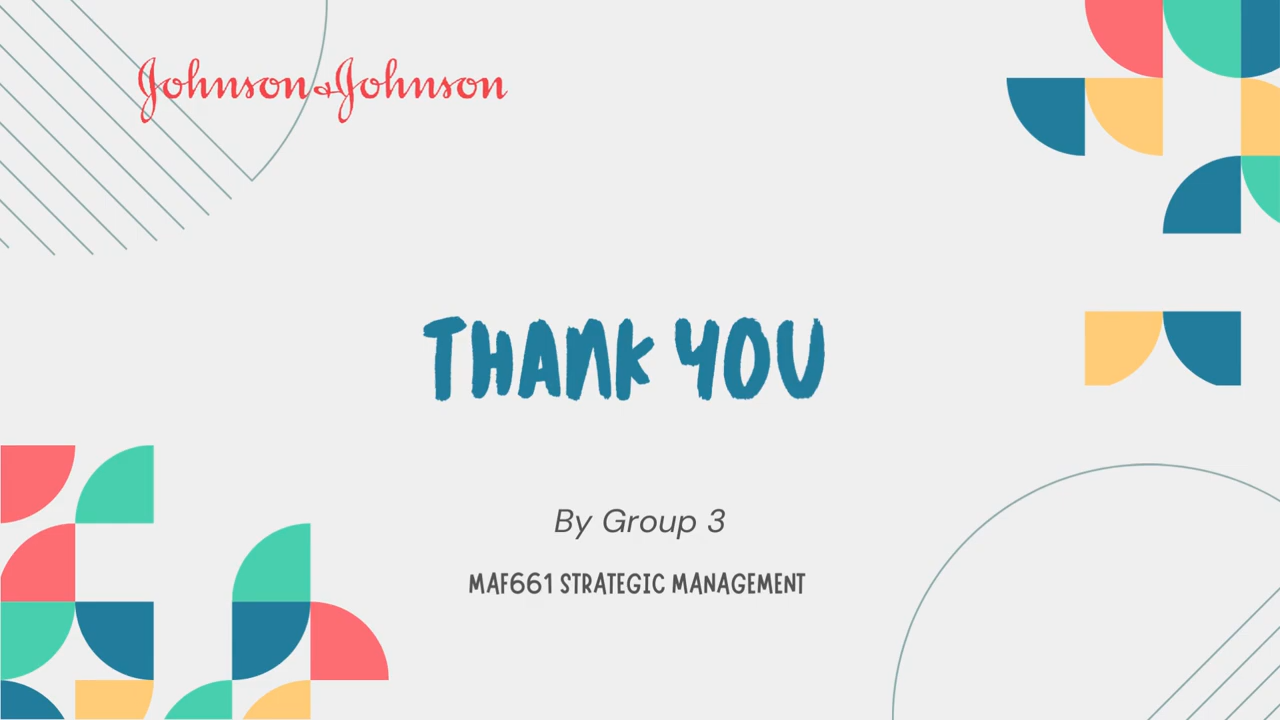 Johnson & Johnson
THANK YOU
By Group 3
MAF661 STRATEGIC MANAGEMENT